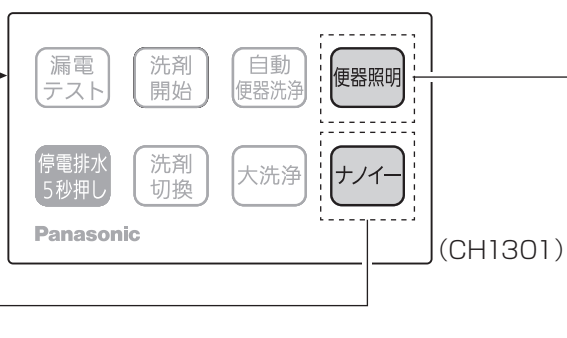 漏電
テスト
洗剤
開始
自動
便器洗浄
便器照明
停電排水
5秒押し
洗剤
切換
大洗浄
ナノイー
Panasonic
(CH1301)